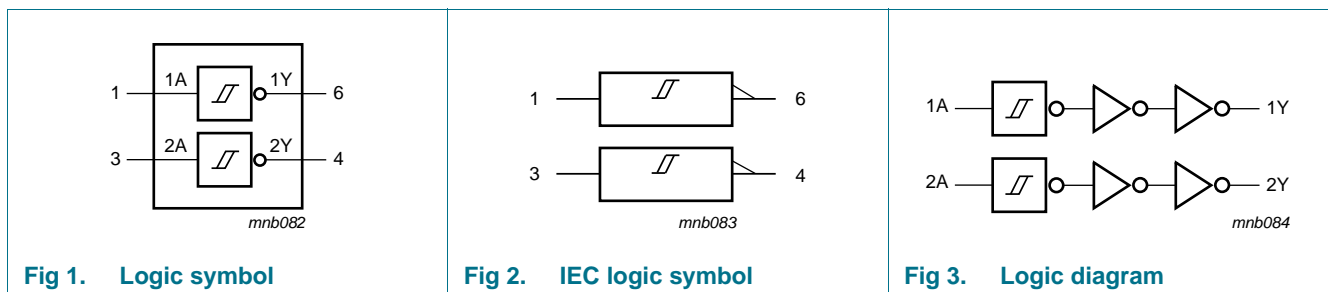 1 1A 1Y 6
3 2A 2Y 4
mnb082
Fig 1. Logic symbol
1 6
3 4
mnb083
Fig 2. IEC logic symbol
1A 1Y
2A 2Y
mnb084
Fig 3. Logic diagram